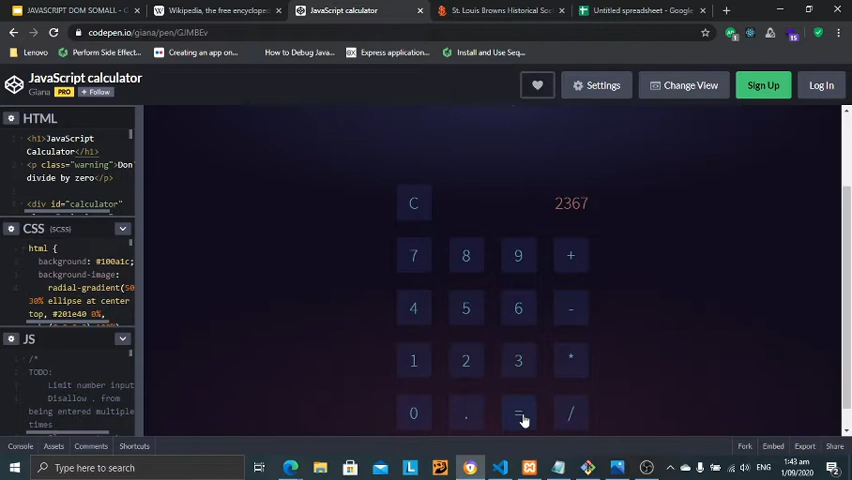 JAVASCRIPT DOM SOMALL - G
Wikipedia, the free encyclope
JavaScript calculator
St. Louis Browns Historical Soc
Untitled spreadsheet - Google
codepen.io/giana/pen/GJMBEv
Lenovo
Perform Side Effect...
Creating an app on...
How to Debug Java...
Express application...
Install and Use Seq...
JavaScript calculator
Giana PRO + Follow
Settings
Change View
Sign Up
Log In
HTML
<h1>JavaScript
Calculator</h1>
2 <p class="warning">Don'
divide by zero</p>
<div id="calculator"
CSS (SCSS)
html {
background: #100a1c;
background-image:
radial-gradient(50
30% ellipse at center
top, #201e40 0%,
JS
/*
TODO:
Limit number input
Disallow . from
being entered multiple
times
C 2367
7 8 9 +
4 5 6 -
1 2 3 *
0 . = /
Console Assets Comments Shortcuts
Fork Embed Export Share
Type here to search
ENG
1:43 am
1/09/2020